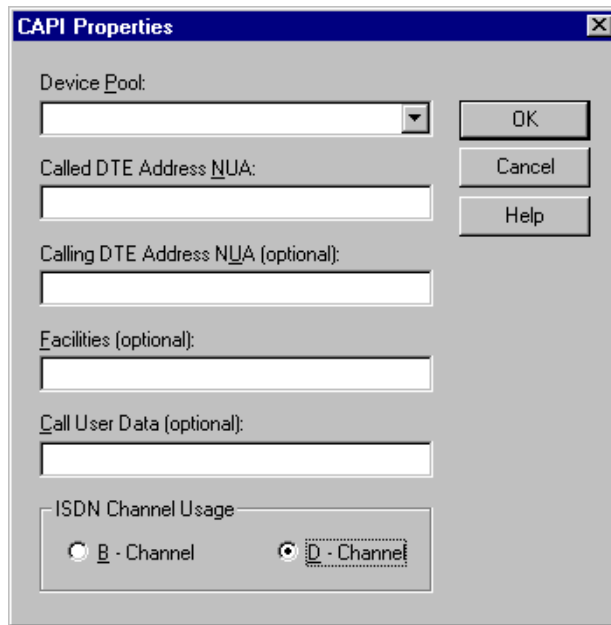 CAPI Properties
Device Pool:
OK
Called DTE Address NUA:
Cancel
Help
Calling DTE Address NUA (optional):
Facilities (optional):
Call User Data (optional):
ISDN Channel Usage
B - Channel
D - Channel